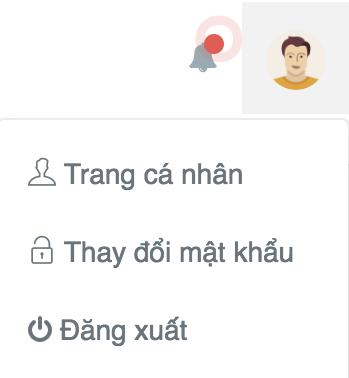 Trang cá nhân
Thay đổi mật khẩu
Đăng xuất